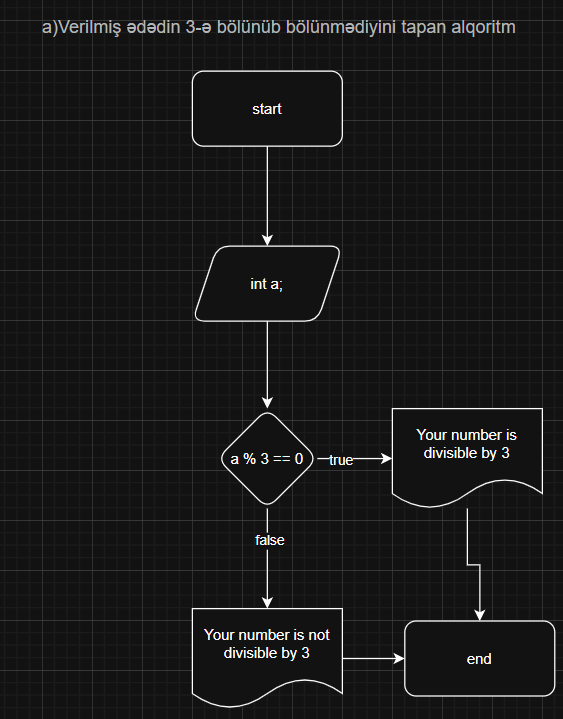 a)Verilmiş ədədin 3-ə bölünüb bölünmədiyini tapan alqoritm
start
int a;
a % 3 == 0
true
Your number is
divisible by 3
false
Your number is not
divisible by 3
end